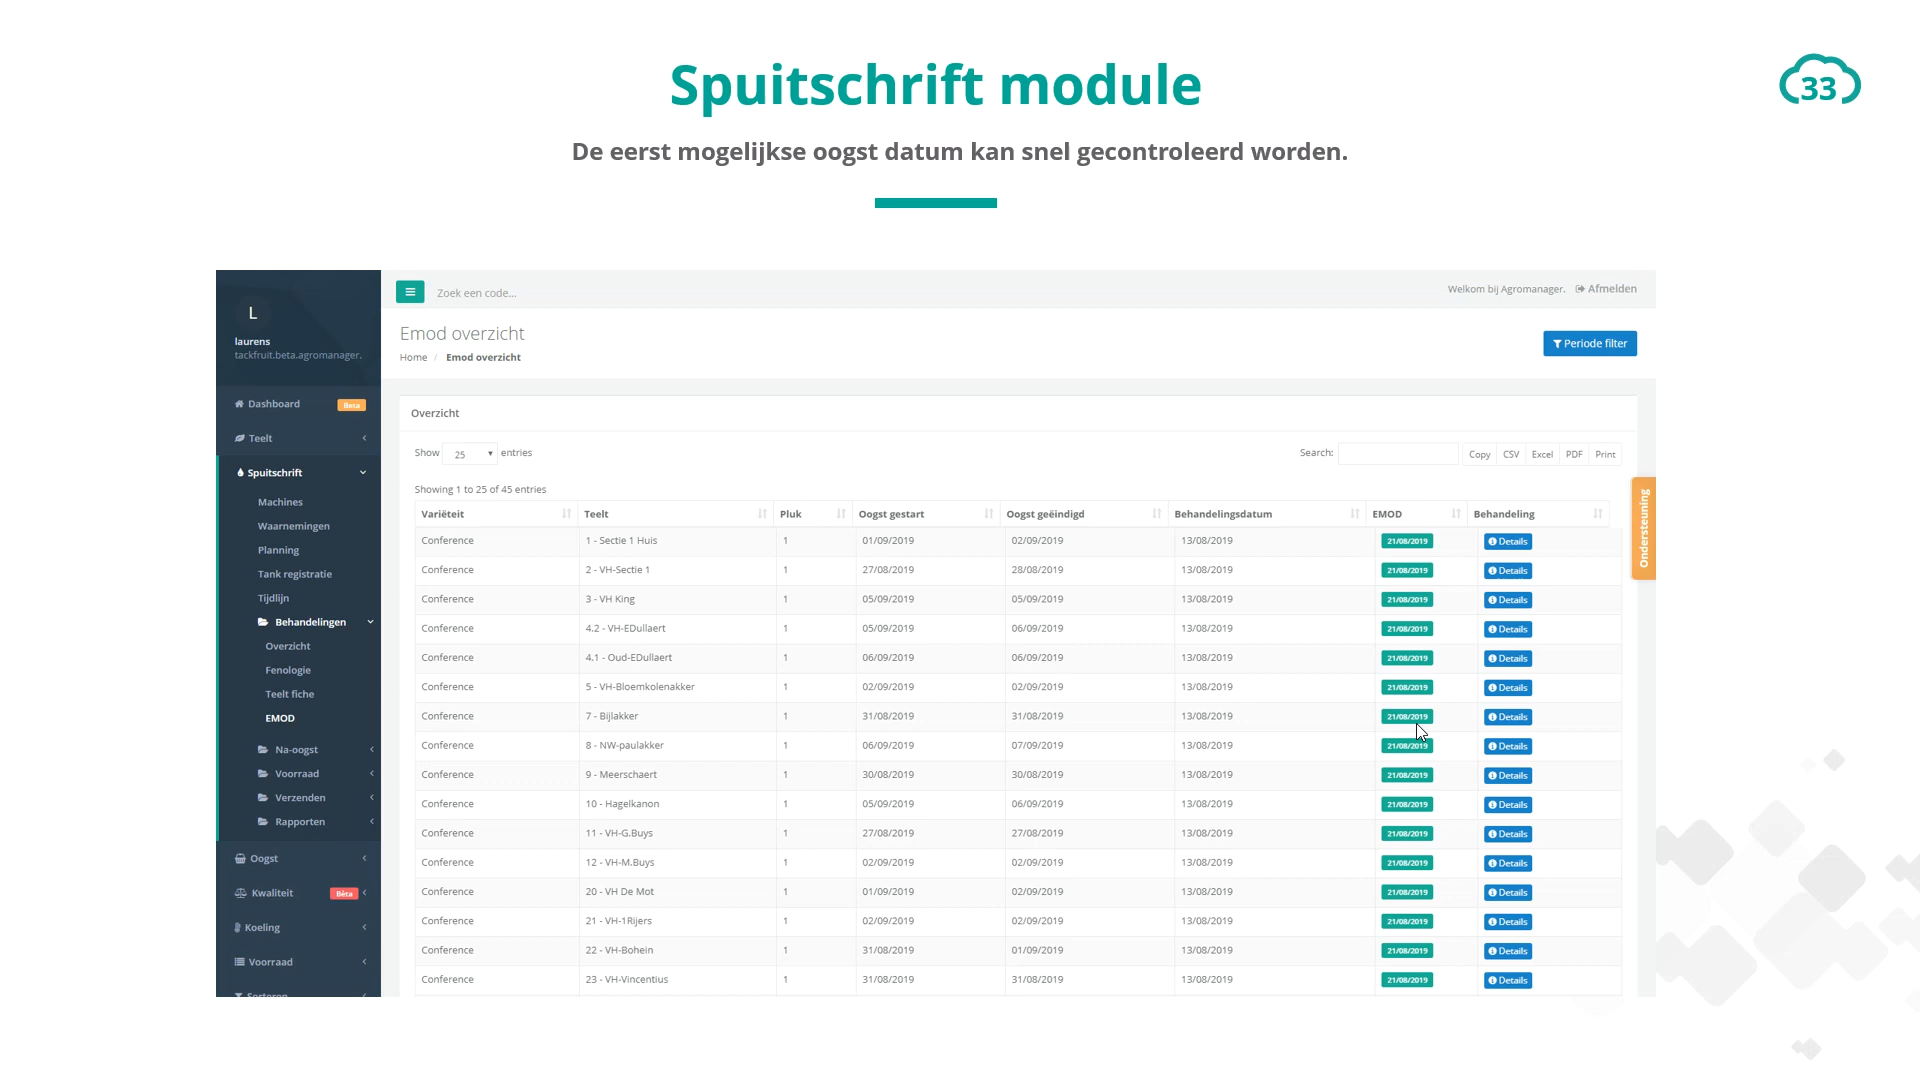 Spuitschrift module
33
De eerst mogelijkse oogst datum kan snel gecontroleerd worden.
L
laurens
tackfruit.beta.agromanager.
Dashboard Beta
Teelt
Spuitschrift
Machines
Waarnemingen
Planning
Tank registratie
Tijdlijn
Behandelingen
Overzicht
Fenologie
Teelt fiche
EMOD
Na-oogst
Voorraad
Verzenden
Rapporten
Oogst
Kwaliteit Bèta
Koeling
Voorraad
Zoek een code...
Welkom bij Agromanager. Afmelden
Emod overzicht
Home / Emod overzicht
Periode filter
Overzicht
Show 25 entries
Search: Copy CSV Excel PDF Print
Showing 1 to 25 of 45 entries
Variëteit Teelt Pluk Oogst gestart Oogst geëindigd Behandelingsdatum EMOD Behandeling
Conference 1 - Sectie 1 Huis 1 01/09/2019 02/09/2019 13/08/2019 21/08/2019 Details
Conference 2 - VH-Sectie 1 1 27/08/2019 28/08/2019 13/08/2019 21/08/2019 Details
Conference 3 - VH King 1 05/09/2019 05/09/2019 13/08/2019 21/08/2019 Details
Conference 4.2 - VH-EDullaert 1 05/09/2019 06/09/2019 13/08/2019 21/08/2019 Details
Conference 4.1 - Oud-EDullaert 1 06/09/2019 06/09/2019 13/08/2019 21/08/2019 Details
Conference 5 - VH-Bloemkolenakker 1 02/09/2019 02/09/2019 13/08/2019 21/08/2019 Details
Conference 7 - Bijlakker 1 31/08/2019 31/08/2019 13/08/2019 21/08/2019 Details
Conference 8 - NW-paulakker 1 06/09/2019 07/09/2019 13/08/2019 21/08/2019 Details
Conference 9 - Meerschaert 1 30/08/2019 30/08/2019 13/08/2019 21/08/2019 Details
Conference 10 - Hagelkanon 1 05/09/2019 06/09/2019 13/08/2019 21/08/2019 Details
Conference 11 - VH-G.Buys 1 27/08/2019 27/08/2019 13/08/2019 21/08/2019 Details
Conference 12 - VH-M.Buys 1 02/09/2019 02/09/2019 13/08/2019 21/08/2019 Details
Conference 20 - VH De Mot 1 01/09/2019 02/09/2019 13/08/2019 21/08/2019 Details
Conference 21 - VH-1Rijers 1 02/09/2019 02/09/2019 13/08/2019 21/08/2019 Details
Conference 22 - VH-Bohein 1 31/08/2019 01/09/2019 13/08/2019 21/08/2019 Details
Conference 23 - VH-Vincentius 1 31/08/2019 31/08/2019 13/08/2019 21/08/2019 Details
Ondersteuning